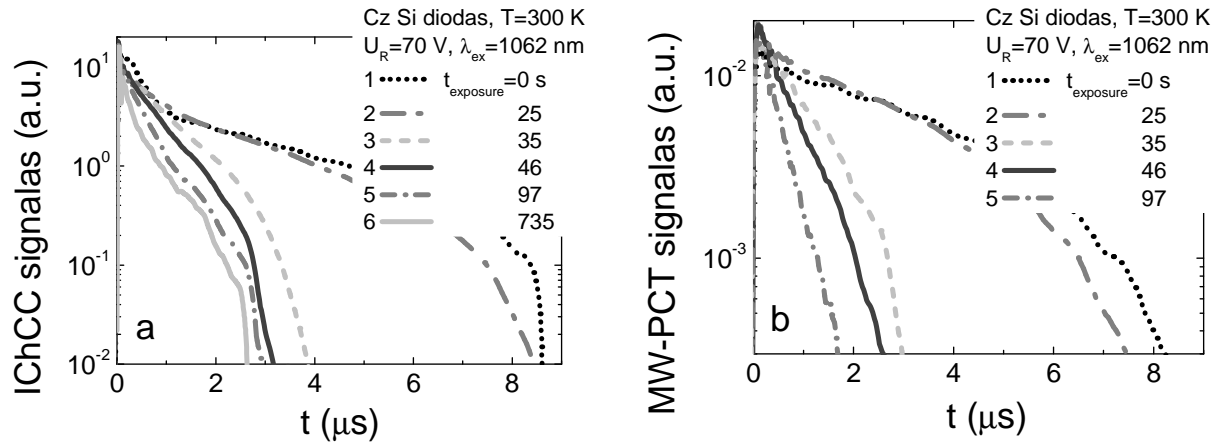 Cz Si diodas, T=300 K
U_R=70 V, λ_ex=1062 nm
1 t_exposure=0 s
2 25
3 35
4 46
5 97
6 735
IChCC signalas (a.u.)
10^1
10^0
10^-1
10^-2
a
0 2 4 6 8
t (μs)
Cz Si diodas, T=300 K
U_R=70 V, λ_ex=1062 nm
1 t_exposure=0 s
2 25
3 35
4 46
5 97
MW-PCT signalas (a.u.)
10^-2
10^-3
b
0 2 4 6 8
t (μs)